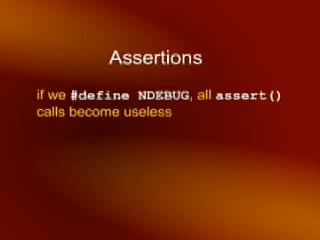 Assertions
if we #define NDEBUG, all assert()
calls become useless